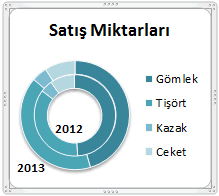 Satış Miktarları
Gömlek
Tişört
Kazak
Ceket
2012
2013